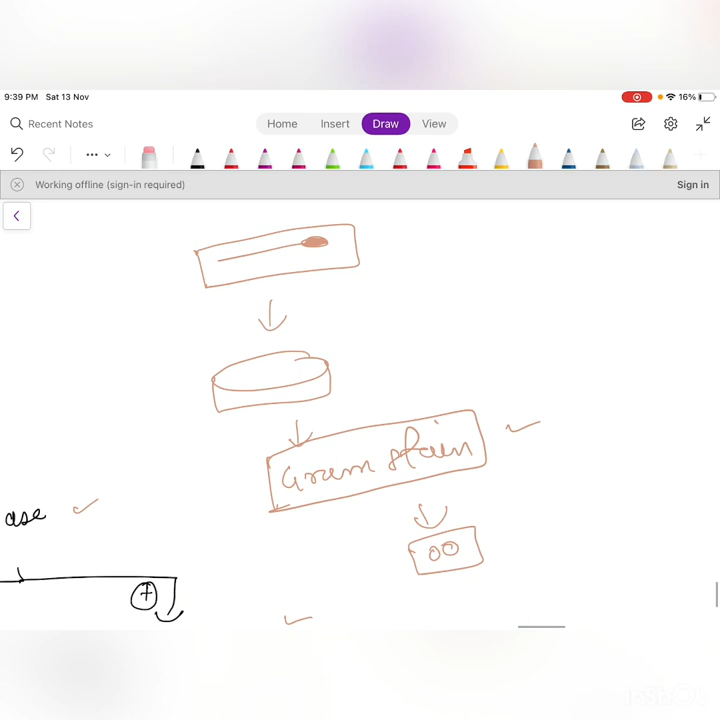 9:39 PM Sat 13 Nov 16%
Recent Notes Home Insert Draw View
Working offline (sign-in required) Sign in
Gram stain
ase
+